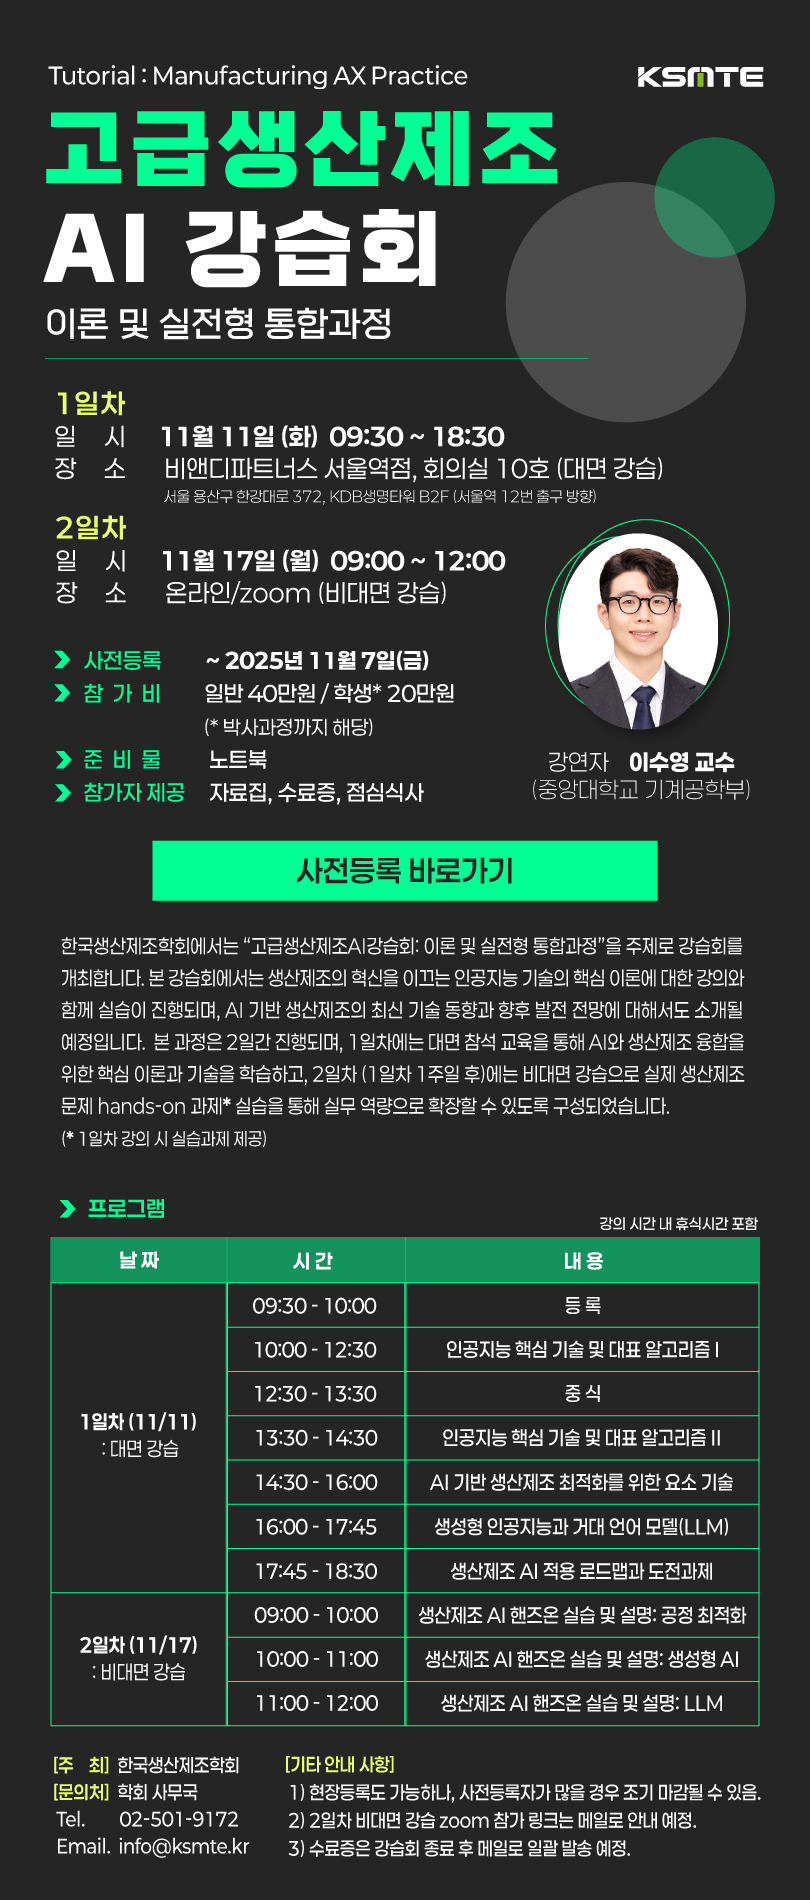 Tutorial : Manufacturing AX Practice
KSMTE
고급생산제조
AI 강습회
이론 및 실전형 통합과정
1일차
일 시 11월 11일 (화) 09:30 ~ 18:30
장 소 비앤디파트너스 서울역점, 회의실 10호 (대면 강습)
서울 용산구 한강대로 372, KDB생명타워 B2F (서울역 12번 출구 방향)
2일차
일 시 11월 17일 (월) 09:00 ~ 12:00
장 소 온라인/zoom (비대면 강습)
사전등록 ~ 2025년 11월 7일(금)
참 가 비 일반 40만원 / 학생* 20만원
(* 박사과정까지 해당)
준 비 물 노트북
참가자 제공 자료집, 수료증, 점심식사
강연자 이수영 교수
(중앙대학교 기계공학부)
사전등록 바로가기
한국생산제조학회에서는 “고급생산제조AI강습회: 이론 및 실전형 통합과정”을 주제로 강습회를
개최합니다. 본 강습회에서는 생산제조의 혁신을 이끄는 인공지능 기술의 핵심 이론에 대한 강의와
함께 실습이 진행되며, AI 기반 생산제조의 최신 기술 동향과 향후 발전 전망에 대해서도 소개될
예정입니다. 본 과정은 2일간 진행되며, 1일차에는 대면 참석 교육을 통해 AI와 생산제조 융합을
위한 핵심 이론과 기술을 학습하고, 2일차 (1일차 1주일 후)에는 비대면 강습으로 실제 생산제조
문제 hands-on 과제* 실습을 통해 실무 역량으로 확장할 수 있도록 구성되었습니다.
(* 1일차 강의 시 실습과제 제공)
프로그램
강의 시간 내 휴식시간 포함
날 짜 시 간 내 용
1일차 (11/11)
: 대면 강습
09:30 - 10:00 등 록
10:00 - 12:30 인공지능 핵심 기술 및 대표 알고리즘 I
12:30 - 13:30 중 식
13:30 - 14:30 인공지능 핵심 기술 및 대표 알고리즘 II
14:30 - 16:00 AI 기반 생산제조 최적화를 위한 요소 기술
16:00 - 17:45 생성형 인공지능과 거대 언어 모델(LLM)
17:45 - 18:30 생산제조 AI 적용 로드맵과 도전과제
2일차 (11/17)
: 비대면 강습
09:00 - 10:00 생산제조 AI 핸즈온 실습 및 설명: 공정 최적화
10:00 - 11:00 생산제조 AI 핸즈온 실습 및 설명: 생성형 AI
11:00 - 12:00 생산제조 AI 핸즈온 실습 및 설명: LLM
[주 최] 한국생산제조학회
[문의처] 학회 사무국
Tel. 02-501-9172
Email. info@ksmte.kr
[기타 안내 사항]
1) 현장등록도 가능하나, 사전등록자가 많을 경우 조기 마감될 수 있음.
2) 2일차 비대면 강습 zoom 참가 링크는 메일로 안내 예정.
3) 수료증은 강습회 종료 후 메일로 일괄 발송 예정.